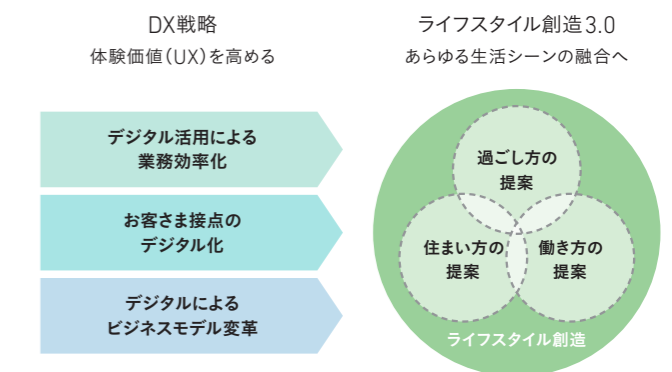 DX戦略
体験価値(UX)を高める
デジタル活用による
業務効率化
お客さま接点の
デジタル化
デジタルによる
ビジネスモデル変革
ライフスタイル創造3.0
あらゆる生活シーンの融合へ
過ごし方の
提案
住まい方の
提案
働き方の
提案
ライフスタイル創造